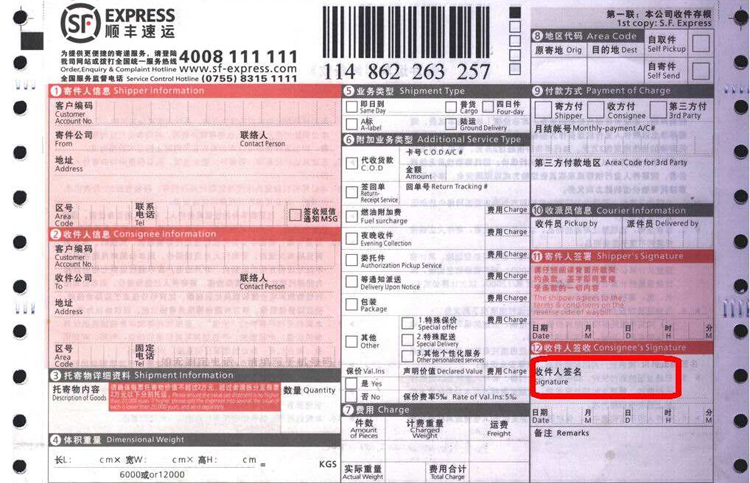 SF EXPRESS
顺丰速运
为提供更便捷的寄递服务，请登陆
我司网站或拨打全国统一服务热线 4008 111 111
Order,Enquiry & Complaint Hotline www.sf-express.com
全国服务监督电话 Service Control Hotline (0755) 8315 1111
114 862 263 257
第一联：本公司收件存根
1st copy: S.F. Express
8 地区代码 Area Code
原寄地 Orig 目的地 Dest
自取件
Self Pickup
自寄件
Self Send
1 寄件人信息 Shipper Information
客户编码
Customer
Account No.
寄件公司 联络人
From Contact Person
地址
Address
区号 联系电话
Area Code Tel
签收短信
通知MSG
2 收件人信息 Consignee Information
客户编码
Customer
Account No.
收件公司 联络人
To Contact Person
地址
Address
区号 固定电话
Area Code Tel
3 托寄物详细资料 Shipment Information
托寄物内容
Description of Goods
数量 Quantity
4 体积重量 Dimensional Weight
长L: cm× 宽W: cm× 高H: cm = KGS
6000或or12000
5 业务类型 Shipment Type
即日到 普货 四日件
Same Day Cargo Four-day
A标 陆运
A-label Ground Delivery
6 附加业务类型 Additional Service Type
代收货款 卡号 C.O.D A/C #
C.O.D 金额
Amount
签回单 回单号 Return Tracking #
Return-
Receipt Service
燃油附加费 费用 Charge
Fuel surcharge
夜晚收件 费用 Charge
Evening Collection
委托件 费用 Charge
Authorization Pickup Service
等通知派送 费用 Charge
Delivery Upon Notice
包装 费用 Charge
Package
其他
Other
1.特殊保价 费用 Charge
Special offer
2.特殊配送
Special Delivery
3.其他个性化服务
Other personalized services
保价 Val.Ins 声明价值 Declared Value 费用 Charge
是 Yes
否 No 保价费率5‰ Rate of Val.Ins:5‰
7 费用 Charge
件数 计费重量 运费
Amount of Pieces Charged Weight Freight
实际重量 费用合计
Actual Weight Total Charge
9 付款方式 Payment of Charge
寄方付 收方付 第三方付
Shipper Consignee 3rd Party
月结帐号 Monthly-payment A/C#
第三方付款地区 Area Code for 3rd Party
10 收派员信息 Courier Information
收件员 Pickup by 派件员 Delivered by
11 寄件人签署 Shipper's Signature
The shipper agrees to the
terms & conditions on the
reverse side of waybill
日期 月 日 时 分
Date M D H M
12 收件人签收 Consignee's Signature
收件人签名
Signature
日期 月 日 时 分
Date M D H M
备注 Remarks